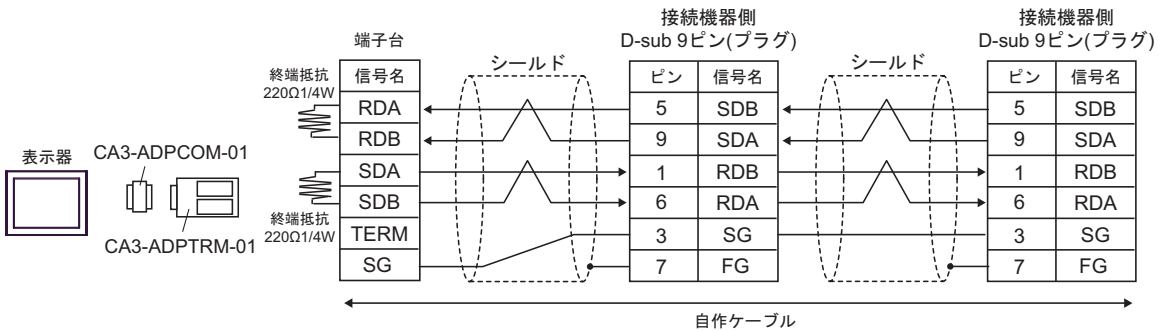 接続機器側
D-sub 9ピン(プラグ)
接続機器側
D-sub 9ピン(プラグ)
端子台
シールド
シールド
終端抵抗
220Ω1/4W
信号名
ピン 信号名
ピン 信号名
RDA
5 SDB
5 SDB
RDB
9 SDA
9 SDA
表示器
CA3-ADPCOM-01
SDA
1 RDB
1 RDB
SDB
6 RDA
6 RDA
終端抵抗
220Ω1/4W
CA3-ADPTRM-01
TERM
3 SG
3 SG
SG
7 FG
7 FG
自作ケーブル